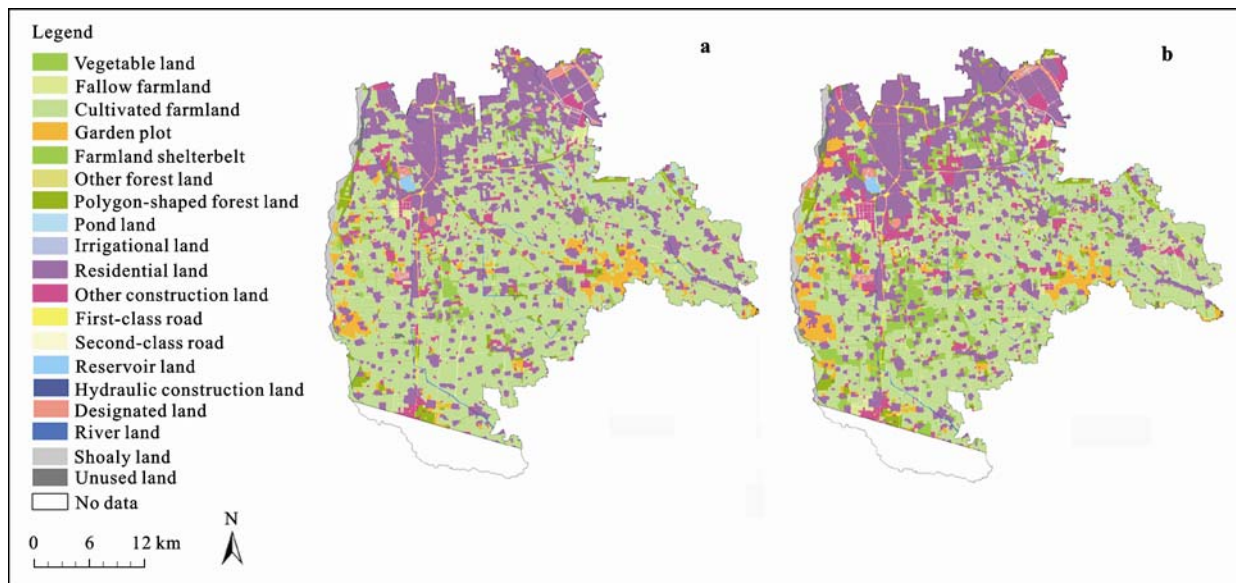 Legend
Vegetable land
Fallow farmland
Cultivated farmland
Garden plot
Farmland shelterbelt
Other forest land
Polygon-shaped forest land
Pond land
Irrigational land
Residential land
Other construction land
First-class road
Second-class road
Reservoir land
Hydraulic construction land
Designated land
River land
Shoaly land
Unused land
No data
N
0 6 12 km
a
b